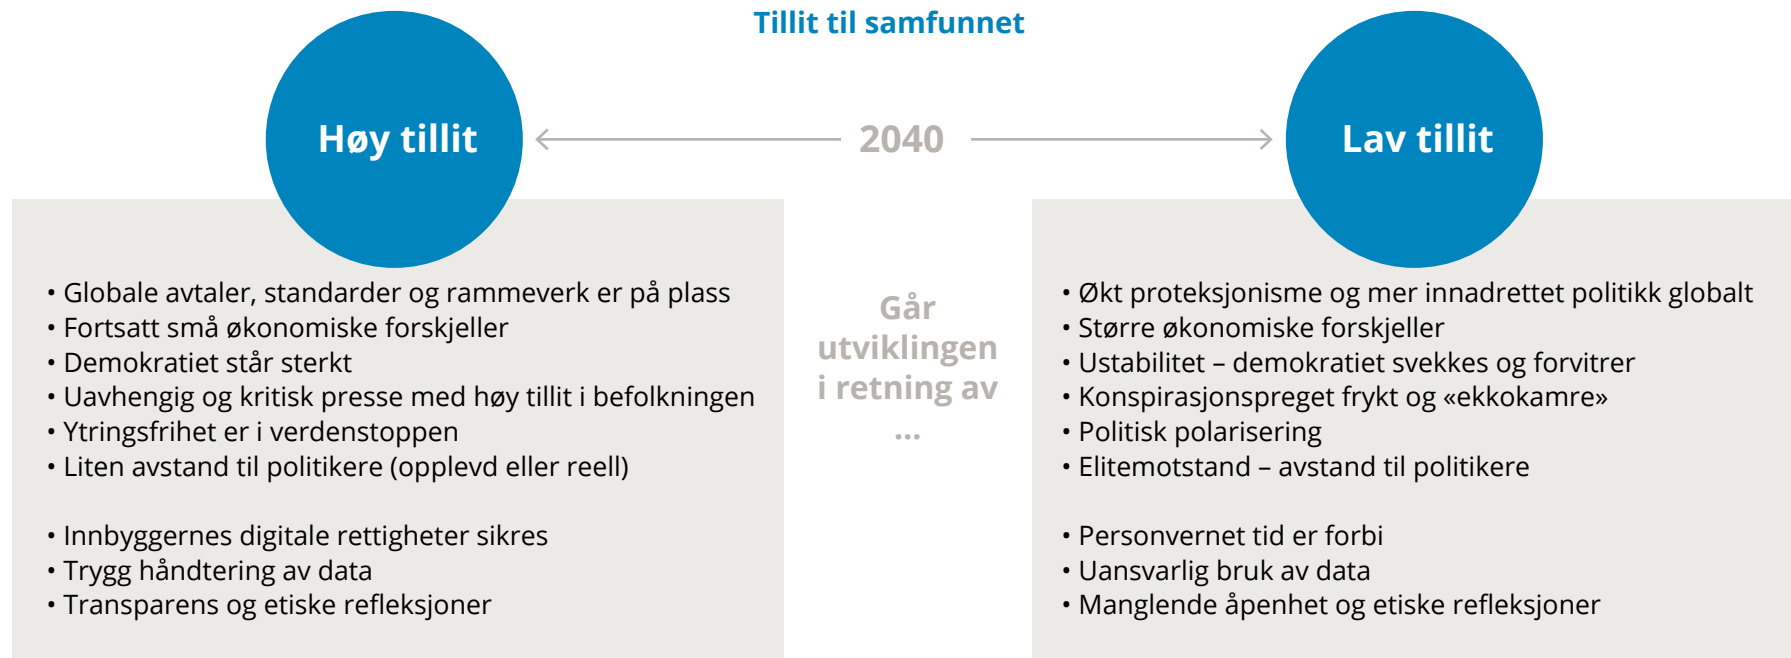 Tillit til samfunnet
Høy tillit
2040
Lav tillit
• Globale avtaler, standarder og rammeverk er på plass
• Fortsatt små økonomiske forskjeller
• Demokratiet står sterkt
• Uavhengig og kritisk presse med høy tillit i befolkningen
• Ytringsfrihet er i verdenstoppen
• Liten avstand til politikere (opplevd eller reell)
• Innbyggernes digitale rettigheter sikres
• Trygg håndtering av data
• Transparens og etiske refleksjoner
Går
utviklingen
i retning av
...
• Økt proteksjonisme og mer innadrettet politikk globalt
• Større økonomiske forskjeller
• Ustabilitet – demokratiet svekkes og forvitrer
• Konspirasjonspreget frykt og «ekkokamre»
• Politisk polarisering
• Elitemotstand – avstand til politikere
• Personvernet tid er forbi
• Uansvarlig bruk av data
• Manglende åpenhet og etiske refleksjoner